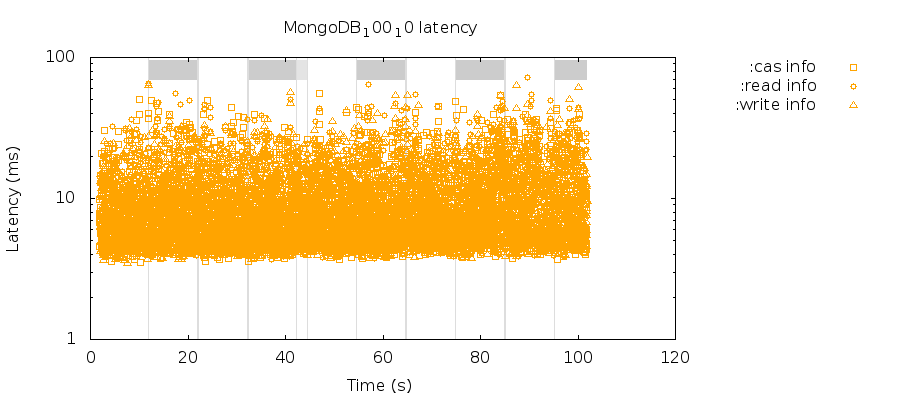 MongoDB₁00₁0 latency
100
10
1
Latency (ms)
0 20 40 60 80 100 120
Time (s)
:cas info
:read info
:write info